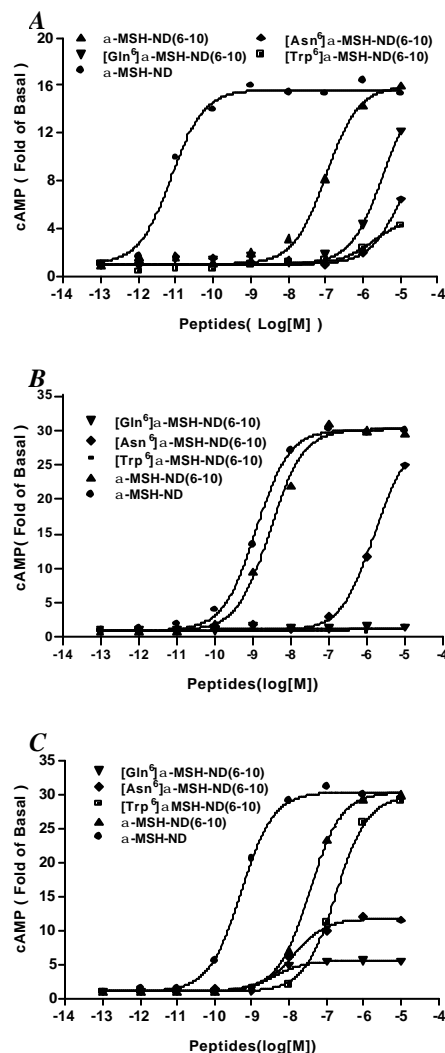 A
a-MSH-ND(6-10)
[Gln6]a-MSH-ND(6-10)
a-MSH-ND
[Asn6]a-MSH-ND(6-10)
[Trp6]a-MSH-ND(6-10)
cAMP ( Fold of Basal )
20
16
12
8
4
0
-14 -13 -12 -11 -10 -9 -8 -7 -6 -5 -4
Peptides( Log[M] )
B
[Gln6]a-MSH-ND(6-10)
[Asn6]a-MSH-ND(6-10)
[Trp6]a-MSH-ND(6-10)
a-MSH-ND(6-10)
a-MSH-ND
cAMP( Fold of Basal)
35
30
25
20
15
10
5
0
-14 -13 -12 -11 -10 -9 -8 -7 -6 -5 -4
Peptides(log[M])
C
[Gln6]a-MSH-ND(6-10)
[Asn6]a-MSH-ND(6-10)
[Trp6]aMSH-ND(6-10)
a-MSH-ND(6-10)
a-MSH-ND
cAMP ( Fold of Basal)
35
30
25
20
15
10
5
0
-14 -13 -12 -11 -10 -9 -8 -7 -6 -5 -4
Peptides(log[M])